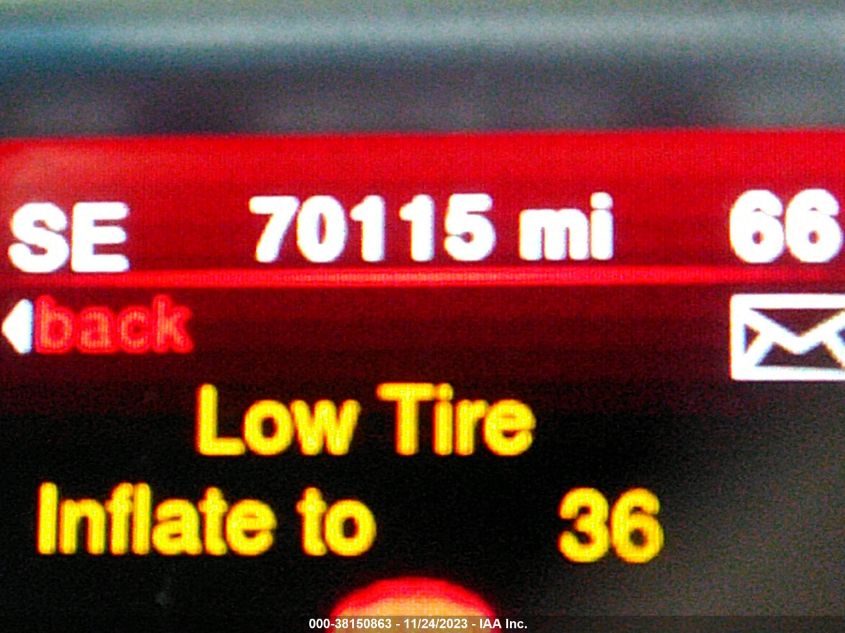 SE 70115 mi 66
back
Low Tire
Inflate to 36
000-38150863 - 11/24/2023 - IAA Inc.